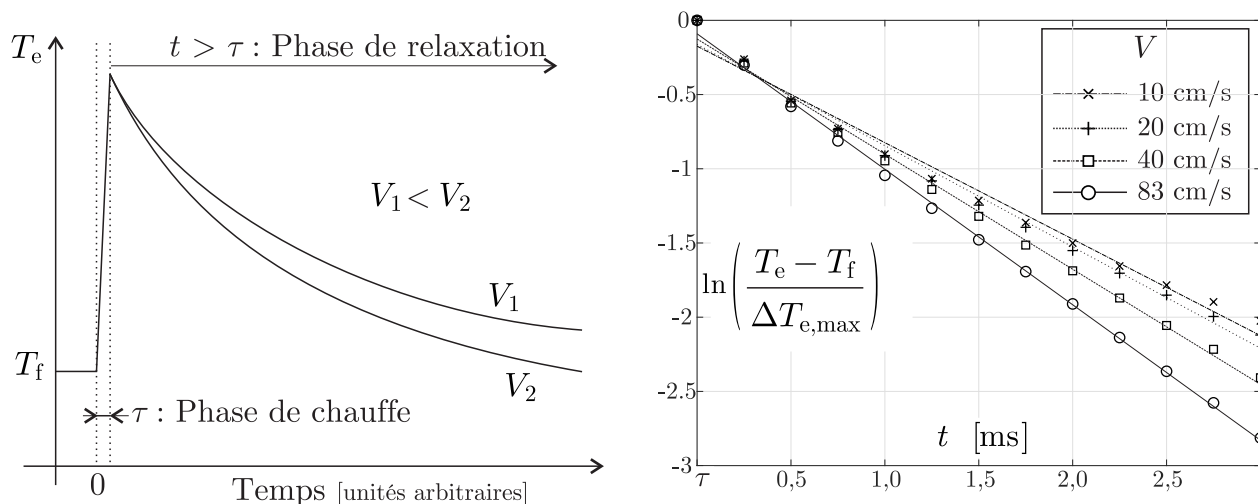 T_e
t > τ : Phase de relaxation
V_1 < V_2
V_1
T_f
V_2
τ : Phase de chauffe
0
Temps [unités arbitraires]
0
-0.5
-1
-1.5
-2
-2.5
-3
V
10 cm/s
20 cm/s
40 cm/s
83 cm/s
ln( (T_e − T_f) / ΔT_e,max )
t [ms]
τ 0,5 1,0 1,5 2,0 2,5